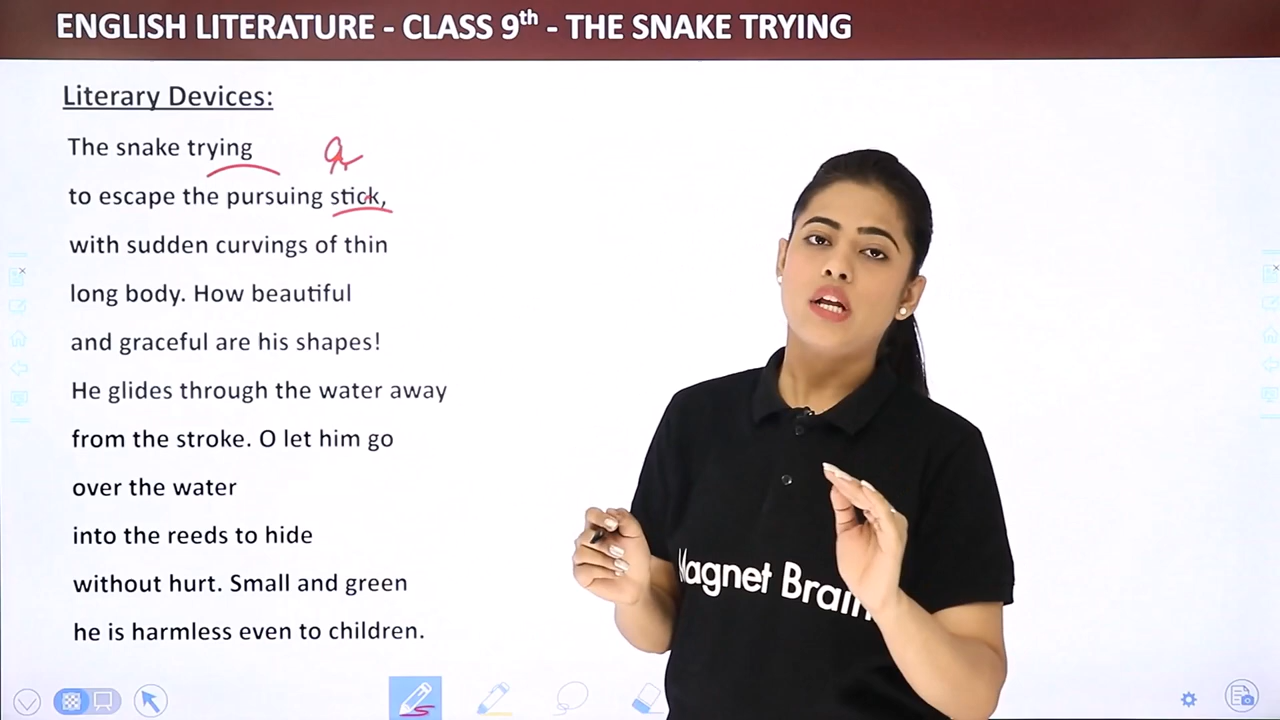 ENGLISH LITERATURE - CLASS 9th - THE SNAKE TRYING
Literary Devices:
The snake trying
to escape the pursuing stick,
with sudden curvings of thin
long body. How beautiful
and graceful are his shapes!
He glides through the water away
from the stroke. O let him go
over the water
into the reeds to hide
without hurt. Small and green
he is harmless even to children.
Magnet Brain